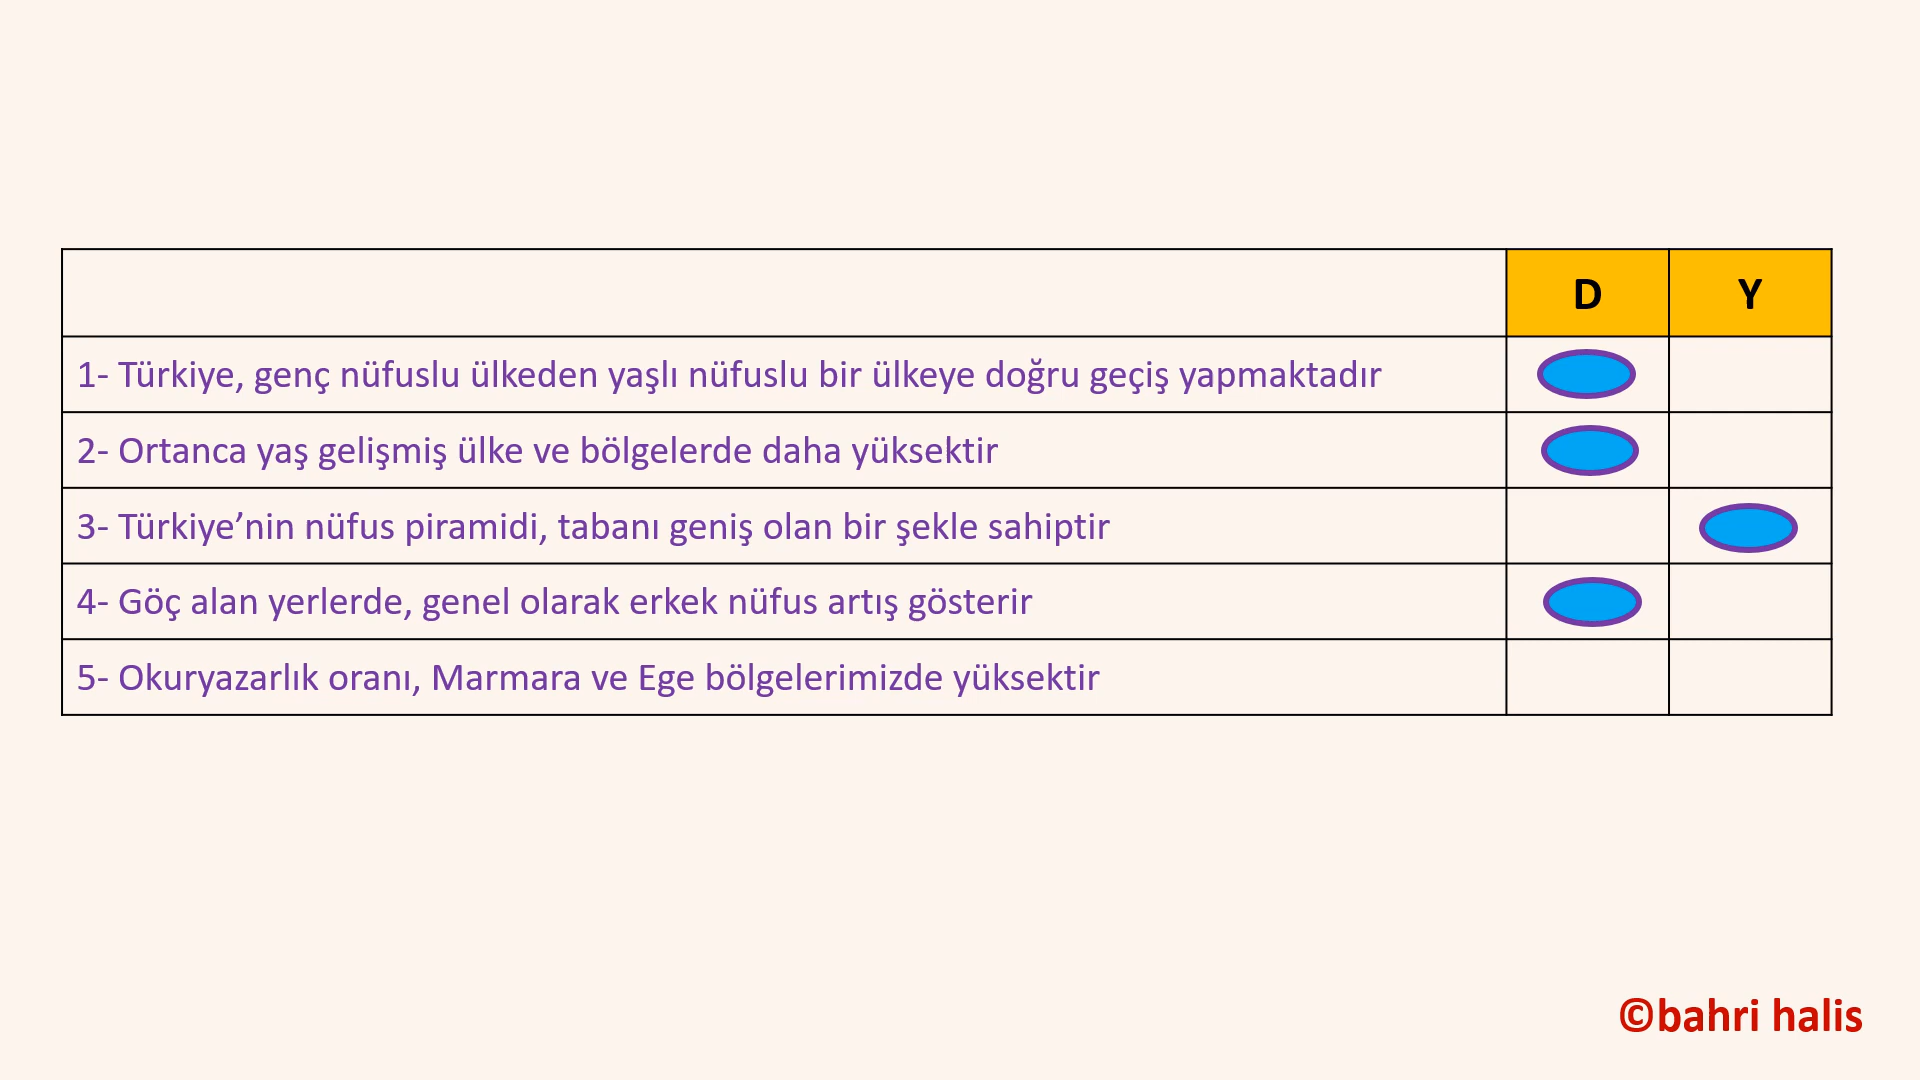 D Y
1- Türkiye, genç nüfuslu ülkeden yaşlı nüfuslu bir ülkeye doğru geçiş yapmaktadır
2- Ortanca yaş gelişmiş ülke ve bölgelerde daha yüksektir
3- Türkiye’nin nüfus piramidi, tabanı geniş olan bir şekle sahiptir
4- Göç alan yerlerde, genel olarak erkek nüfus artış gösterir
5- Okuryazarlık oranı, Marmara ve Ege bölgelerimizde yüksektir
©bahri halis